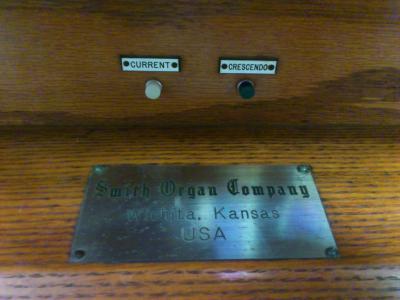 CURRENT CRESCENDO
Smith Organ Company
Wichita, Kansas
USA